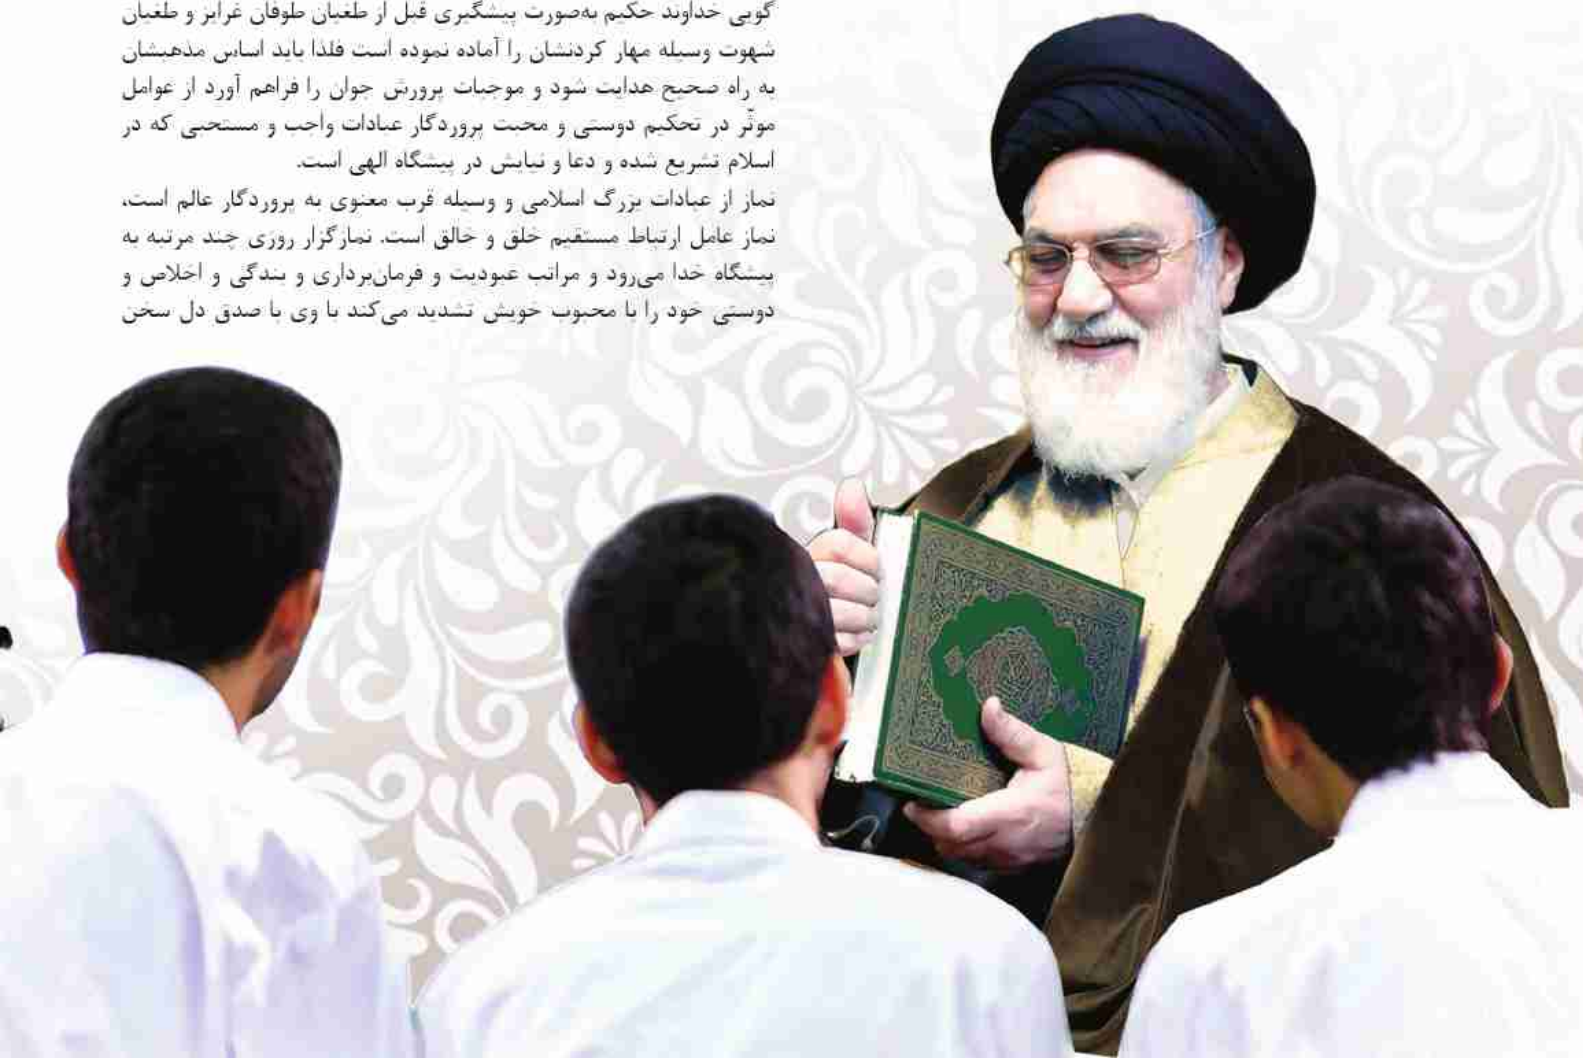 گویی خداوند حکیم به‌صورت پیشگیری قبل از طغیان طوفان غرایز و طغیان
شهوت وسیله مهار کردنشان را آماده نموده است فلذا باید اساس مذهبشان
به راه صحیح هدایت شود و موجبات پرورش جوان را فراهم آورد از عوامل
موثّر در تحکیم دوستی و محبت پروردگار عبادات واجب و مستحبی که در
اسلام تشریع شده و دعا و نیایش در پیشگاه الهی است.
نماز از عبادات بزرگ اسلامی و وسیله قرب معنوی به پروردگار عالم است،
نماز عامل ارتباط مستقیم خلق و خالق است. نمازگزار روزی چند مرتبه به
پیشگاه خدا می‌رود و مراتب عبودیت و فرمان‌برداری و بندگی و اخلاص و
دوستی خود را با محبوب خویش تشدید می‌کند با وی با صدق دل سخن